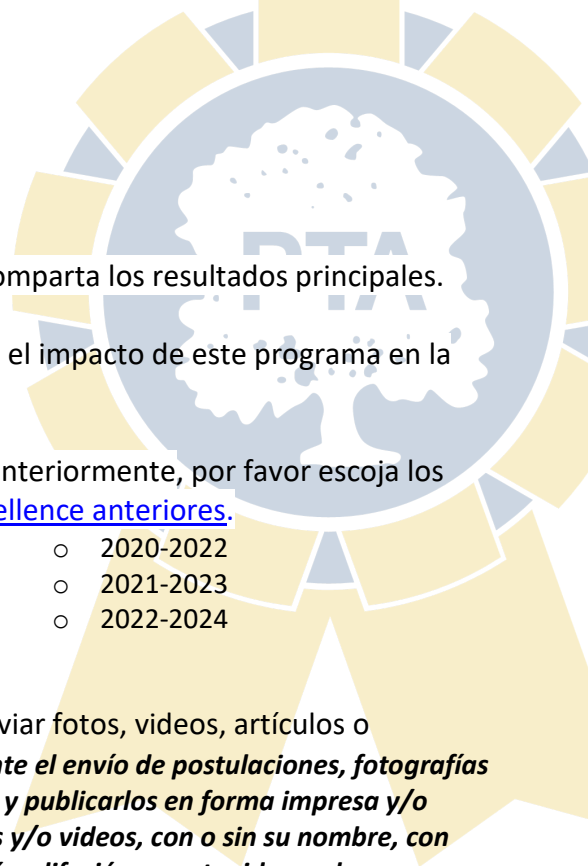 PTA
omparta los resultados principales.
el impacto de este programa en la
nteriormente, por favor escoja los
ellence anteriores.
o 2020-2022
o 2021-2023
o 2022-2024
viar fotos, videos, artículos o
nte el envío de postulaciones, fotografías
y publicarlos en forma impresa y/o
s y/o videos, con o sin su nombre, con